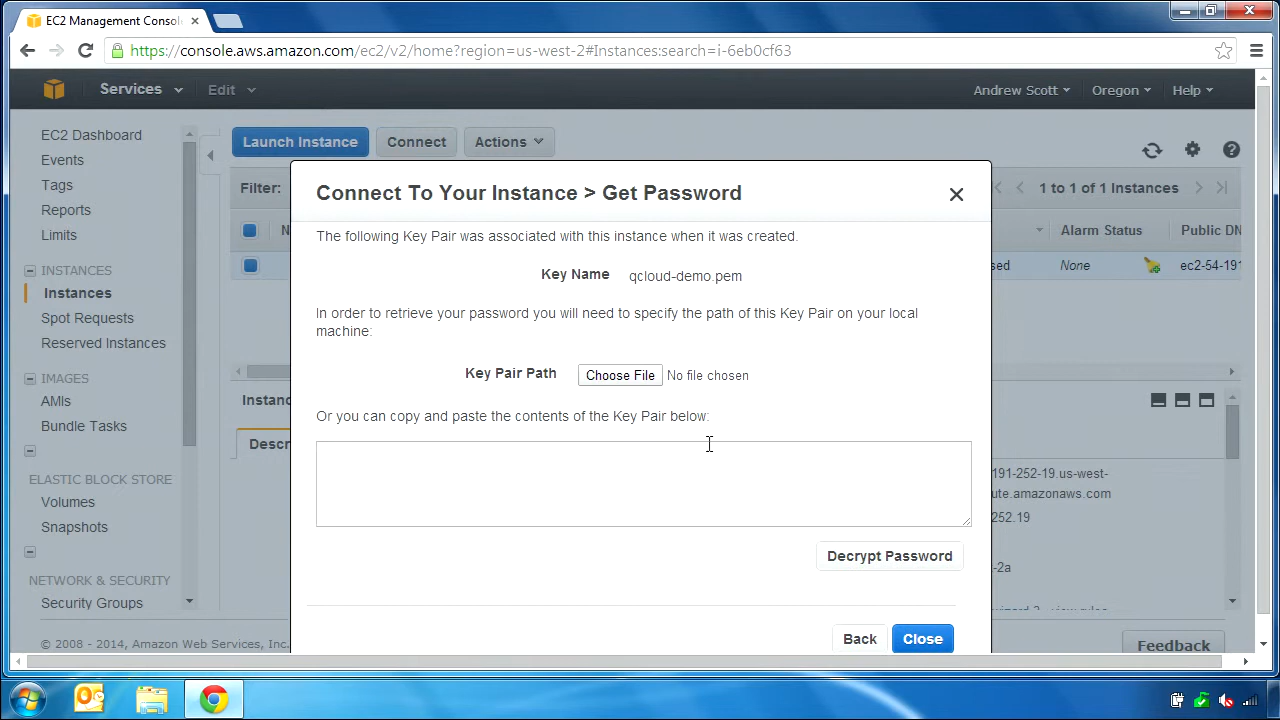 EC2 Management Consol
https://console.aws.amazon.com/ec2/v2/home?region=us-west-2#Instances:search=i-6eb0cf63
Services
Edit
Andrew Scott
Oregon
Help
EC2 Dashboard
Events
Tags
Reports
Limits
INSTANCES
Instances
Spot Requests
Reserved Instances
IMAGES
AMIs
Bundle Tasks
ELASTIC BLOCK STORE
Volumes
Snapshots
NETWORK & SECURITY
Security Groups
Launch Instance
Connect
Actions
Filter:
1 to 1 of 1 Instances
N
Alarm Status
Public DN
sed
None
ec2-54-191
Connect To Your Instance > Get Password
The following Key Pair was associated with this instance when it was created.
Key Name qcloud-demo.pem
In order to retrieve your password you will need to specify the path of this Key Pair on your local
machine:
Key Pair Path Choose File No file chosen
Or you can copy and paste the contents of the Key Pair below:
Decrypt Password
Back
Close
Instanc
Descr
191-252-19.us-west-
ute.amazonaws.com
252.19
-2a
© 2008 - 2014, Amazon Web Services, Inc.
Feedback